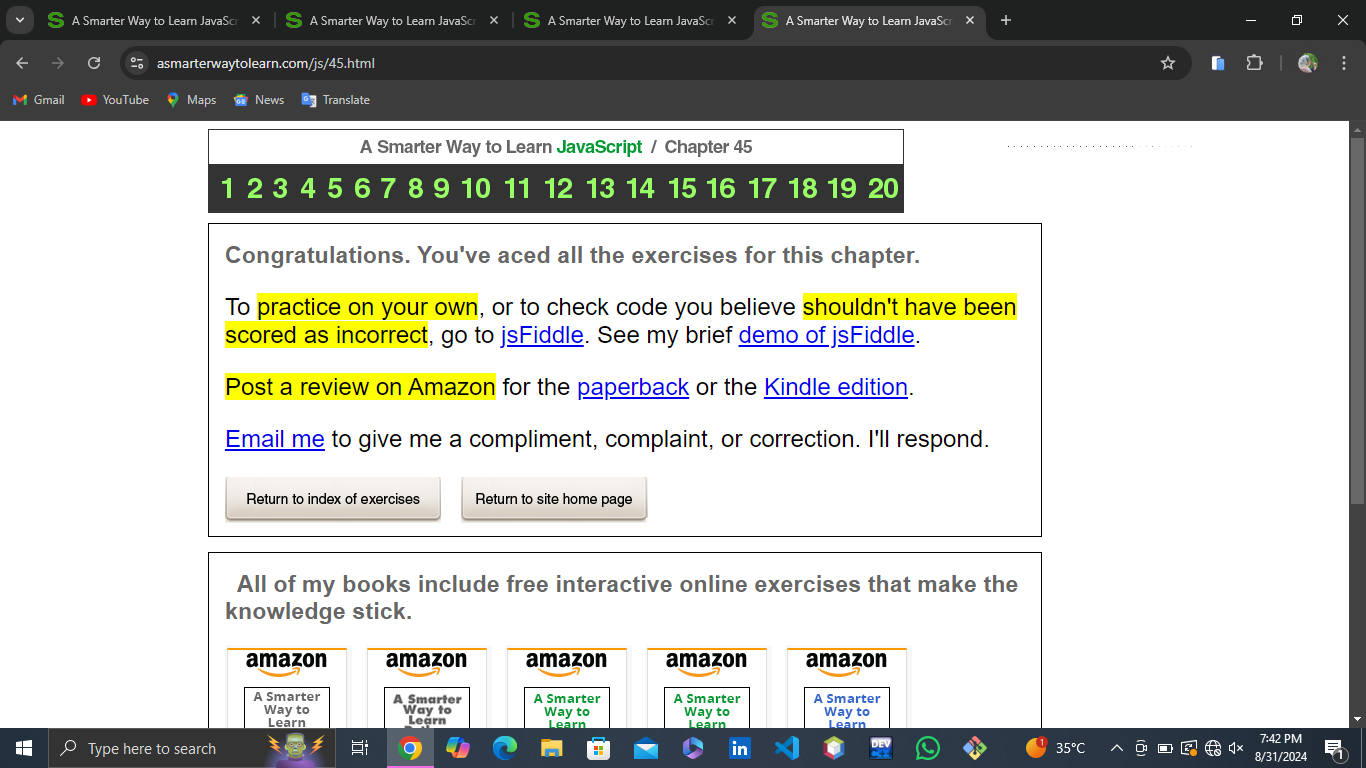 A Smarter Way to Learn JavaScr
A Smarter Way to Learn JavaScr
A Smarter Way to Learn JavaScr
A Smarter Way to Learn JavaScr
asmarterwaytolearn.com/js/45.html
Gmail YouTube Maps News Translate
A Smarter Way to Learn JavaScript / Chapter 45
1 2 3 4 5 6 7 8 9 10 11 12 13 14 15 16 17 18 19 20
Congratulations. You've aced all the exercises for this chapter.
To practice on your own, or to check code you believe shouldn't have been
scored as incorrect, go to jsFiddle. See my brief demo of jsFiddle.
Post a review on Amazon for the paperback or the Kindle edition.
Email me to give me a compliment, complaint, or correction. I'll respond.
Return to index of exercises Return to site home page
All of my books include free interactive online exercises that make the
knowledge stick.
amazon amazon amazon amazon amazon
A Smarter A Smarter A Smarter A Smarter A Smarter
Way to Way to Way to Way to Way to
Learn Learn Learn Learn Learn
Type here to search
DEV
1
35°C
7:42 PM
8/31/2024
1